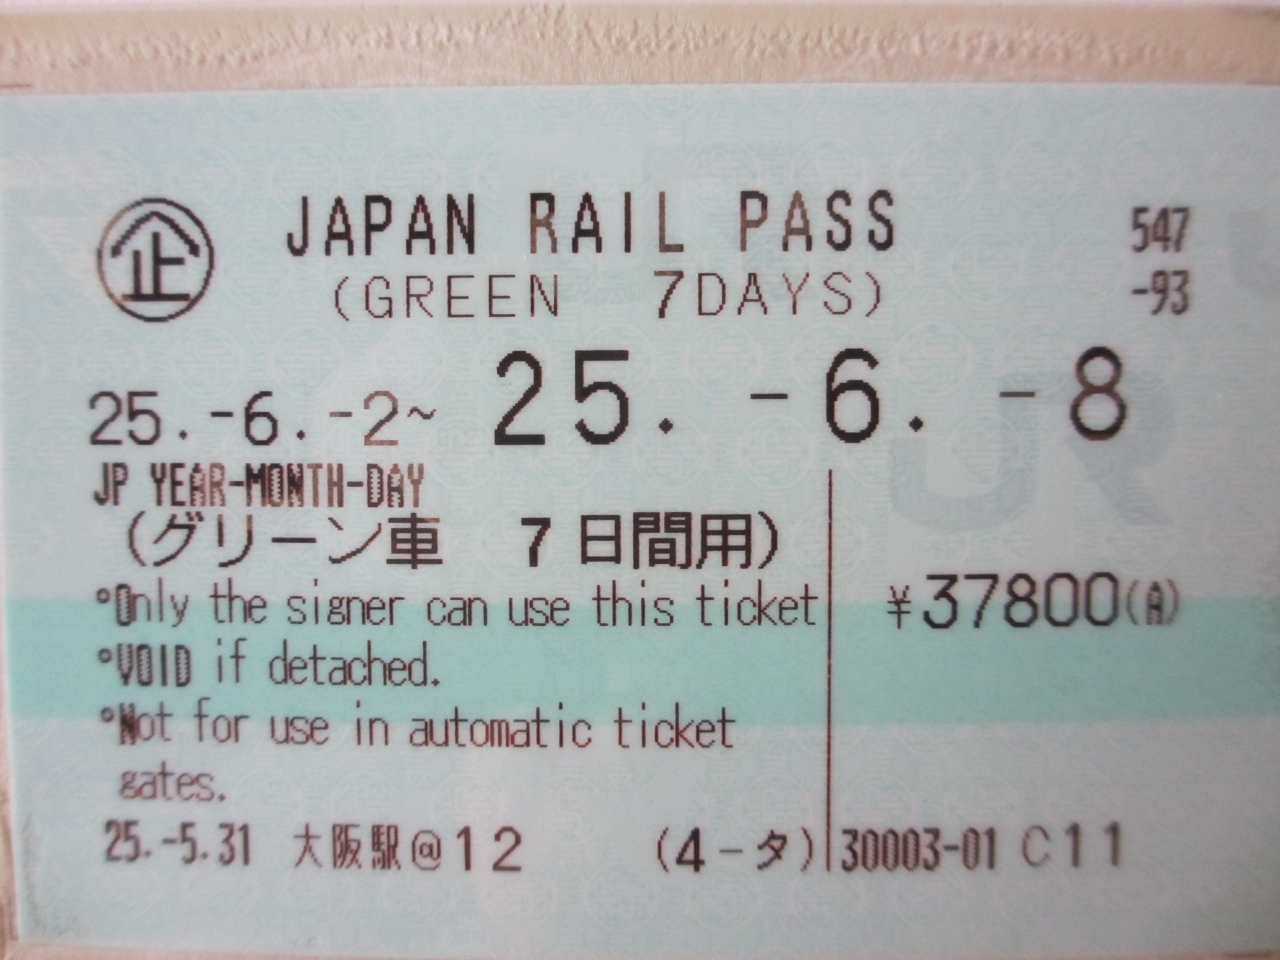 企 JAPAN RAIL PASS 547
(GREEN 7DAYS) -93
25.-6.-2~ 25.-6.-8
JP YEAR-MONTH-DAY
(グリーン車 7日間用)
°Only the signer can use this ticket ¥37800(A)
°VOID if detached.
°Not for use in automatic ticket
gates.
25.-5.31 大阪駅@12 (4-タ) 30003-01 C11
JR